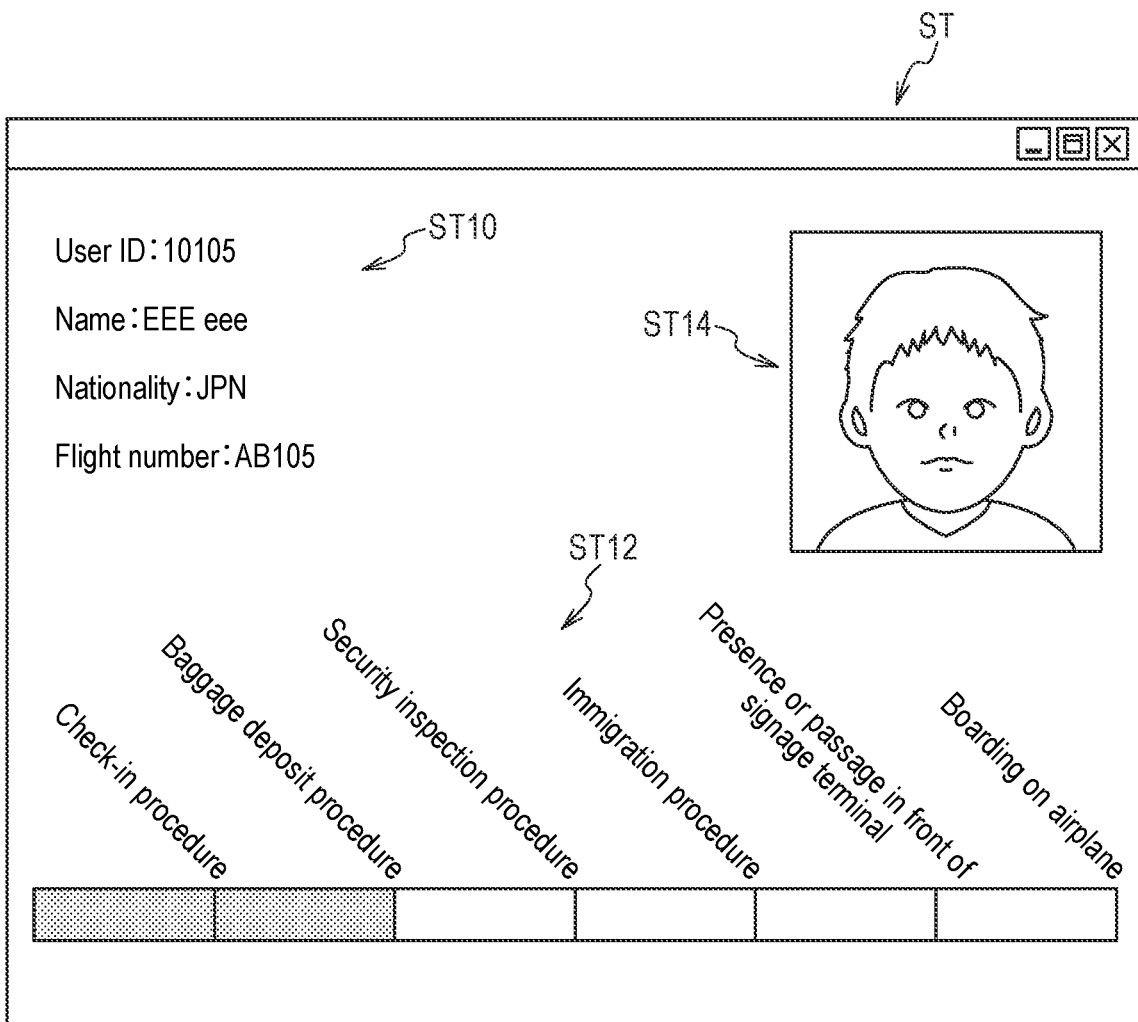 ST
User ID:10105
ST10
Name:EEE eee
ST14
Nationality:JPN
Flight number:AB105
ST12
Check-in procedure
Baggage deposit procedure
Security inspection procedure
Immigration procedure
Presence or passage in front of
signage terminal
Boarding on airplane